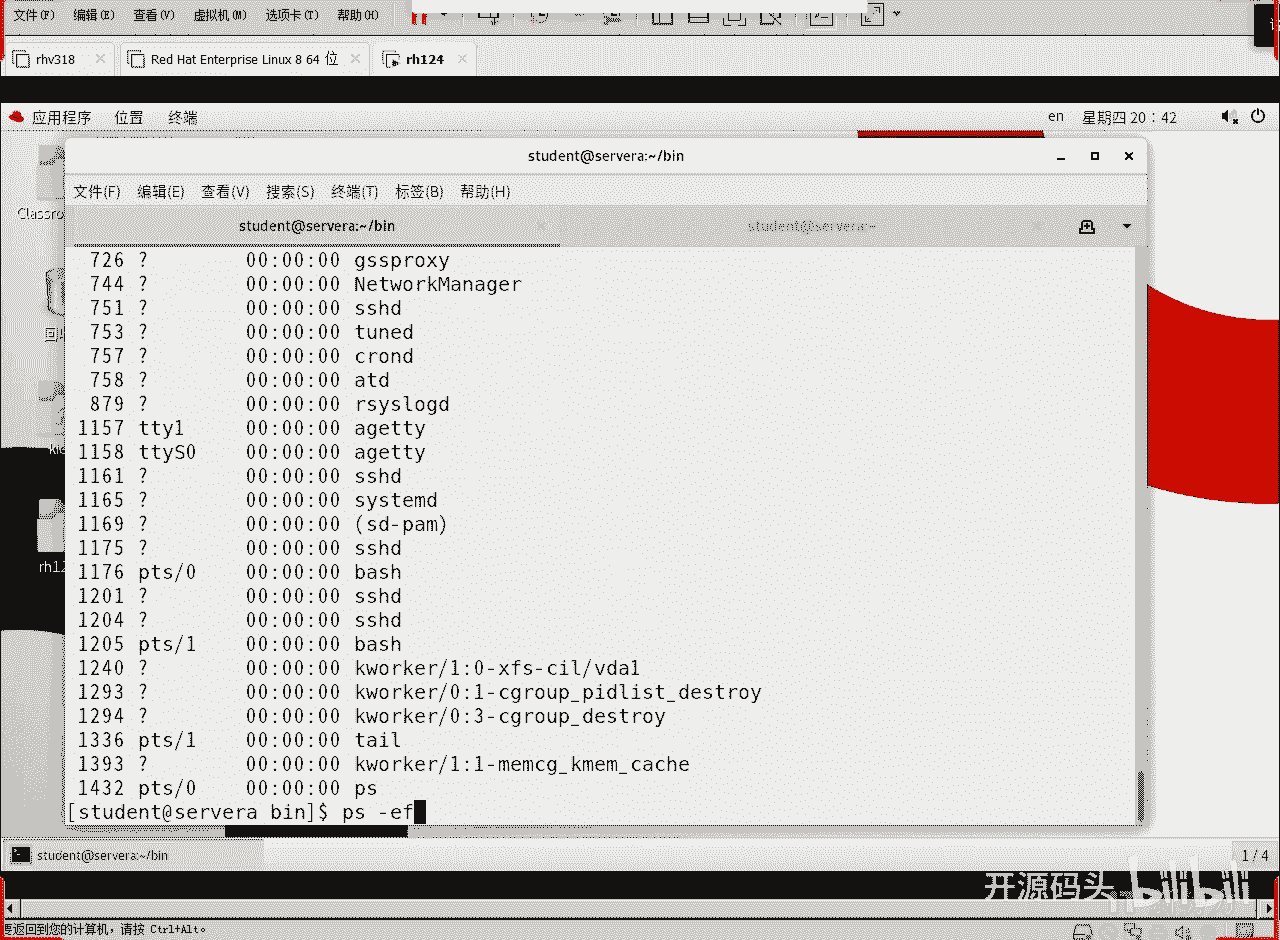 文件(F) 编辑(E) 查看(V) 虚拟机(M) 选项卡(T) 帮助(H)
rhv318 Red Hat Enterprise Linux 8 64 位 rh124
应用程序 位置 终端 en 星期四 20：42
student@servera:~/bin
文件(F) 编辑(E) 查看(V) 搜索(S) 终端(T) 标签(B) 帮助(H)
student@servera:~/bin student@servera:~
Classro
726 ? 00:00:00 gssproxy
744 ? 00:00:00 NetworkManager
751 ? 00:00:00 sshd
753 ? 00:00:00 tuned
757 ? 00:00:00 crond
758 ? 00:00:00 atd
879 ? 00:00:00 rsyslogd
1157 tty1 00:00:00 agetty
1158 ttyS0 00:00:00 agetty
1161 ? 00:00:00 sshd
1165 ? 00:00:00 systemd
1169 ? 00:00:00 (sd-pam)
1175 ? 00:00:00 sshd
1176 pts/0 00:00:00 bash
1201 ? 00:00:00 sshd
1204 ? 00:00:00 sshd
1205 pts/1 00:00:00 bash
1240 ? 00:00:00 kworker/1:0-xfs-cil/vda1
1293 ? 00:00:00 kworker/0:1-cgroup_pidlist_destroy
1294 ? 00:00:00 kworker/0:3-cgroup_destroy
1336 pts/1 00:00:00 tail
1393 ? 00:00:00 kworker/1:1-memcg_kmem_cache
1432 pts/0 00:00:00 ps
[student@servera bin]$ ps -ef
student@servera:~/bin 1 / 4
开源码头 bilibili
要返回到您的计算机，请按 Ctrl+Alt。